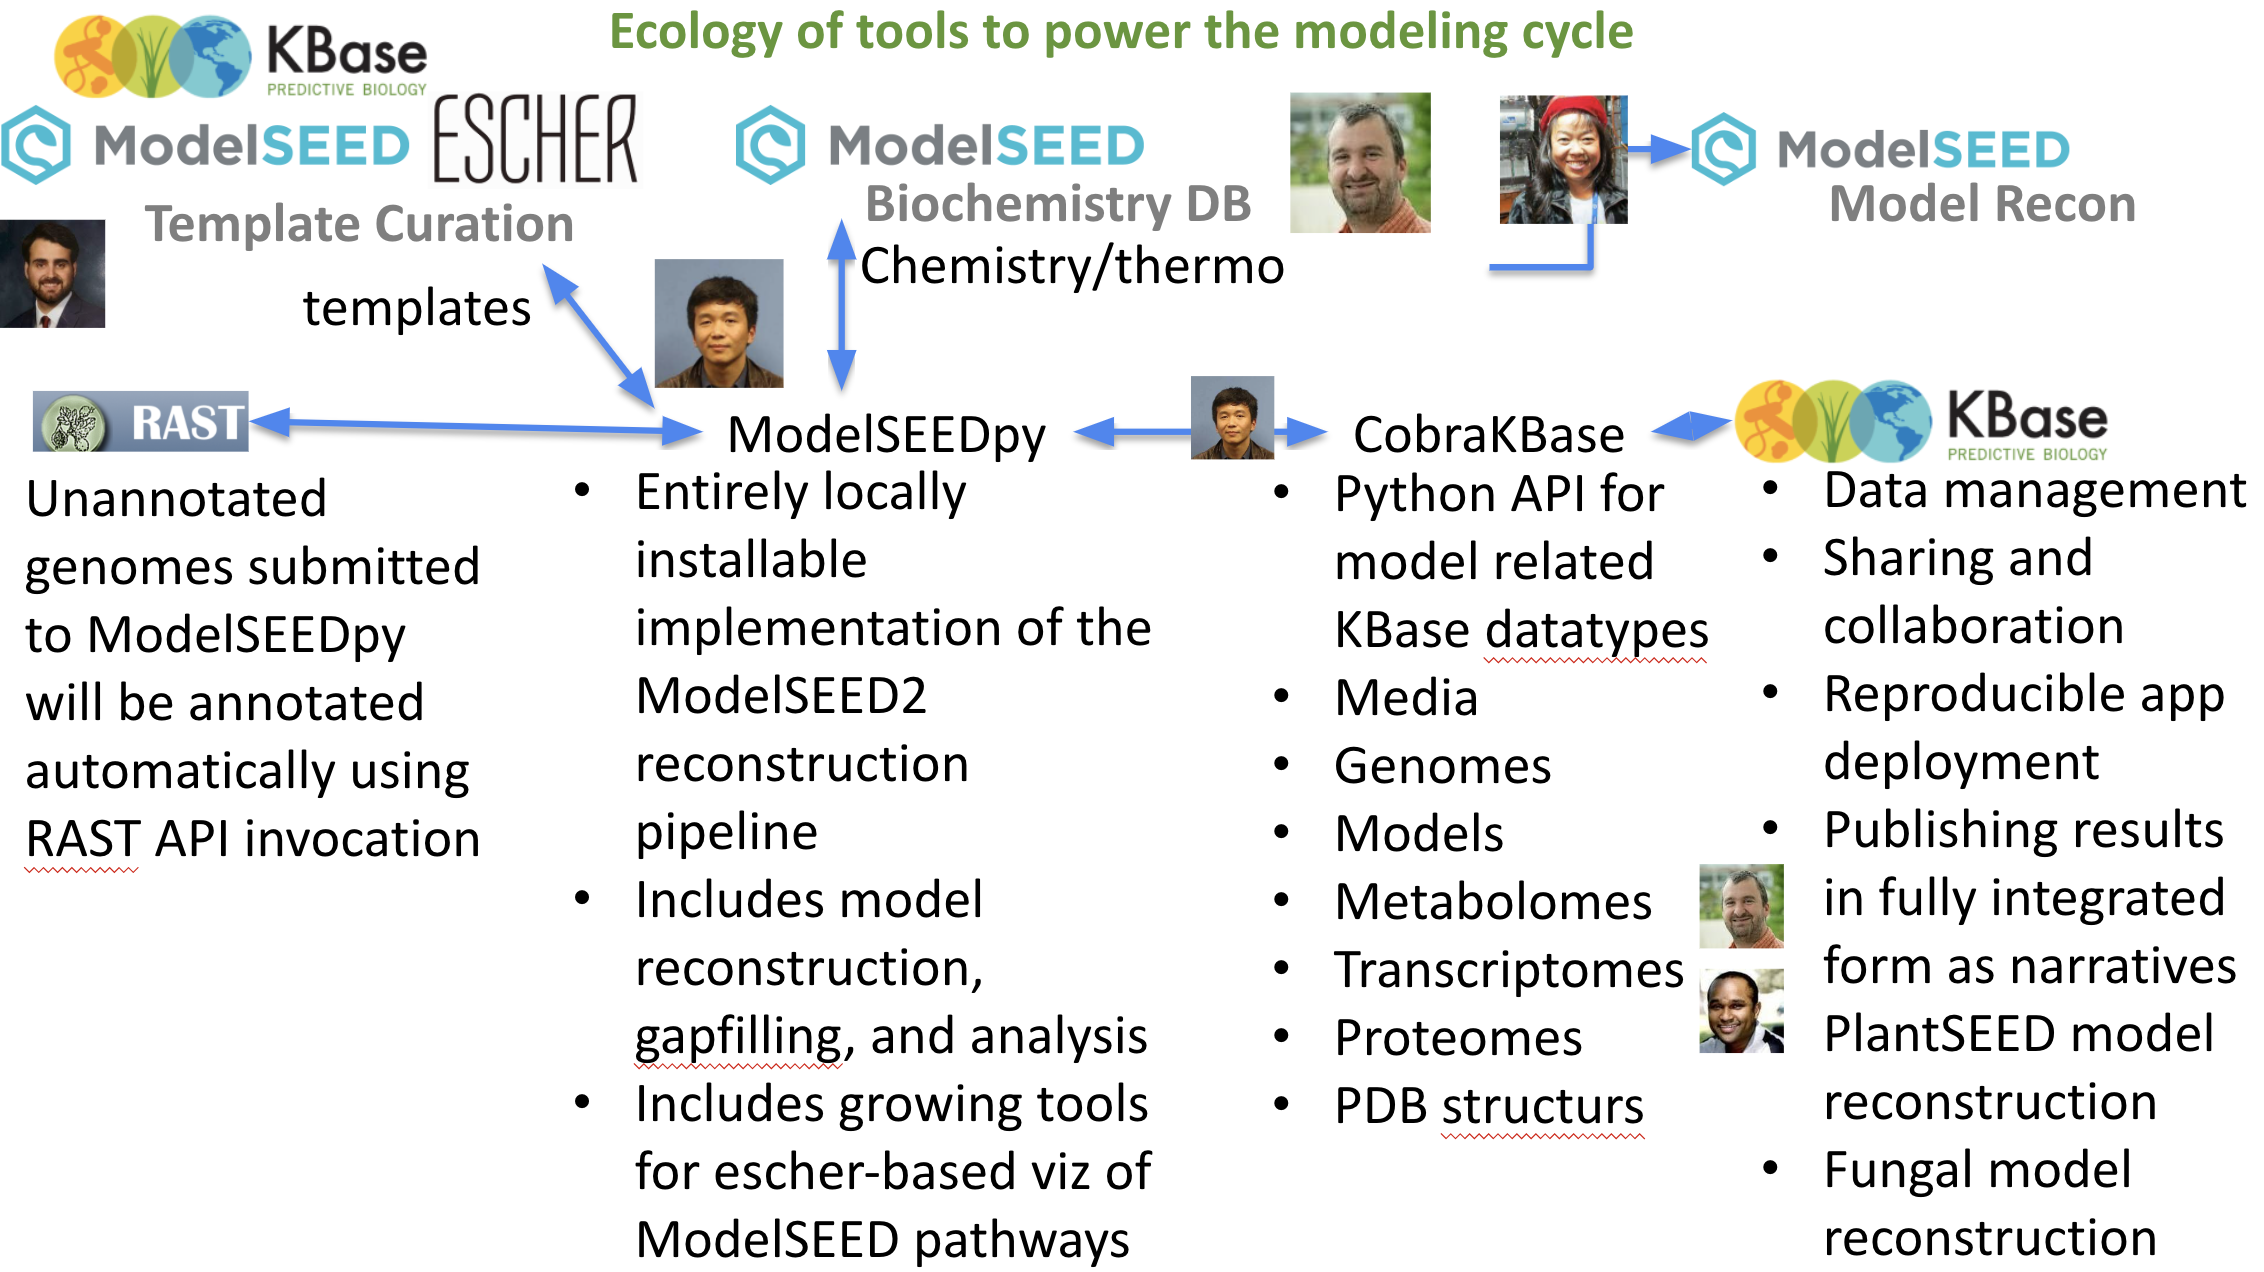 Ecology of tools to power the modeling cycle
KBase
PREDICTIVE BIOLOGY
ModelSEED
ESCHER
Template Curation
templates
ModelSEED
Biochemistry DB
Chemistry/thermo
ModelSEED
Model Recon
RAST
Unannotated
genomes submitted
to ModelSEEDpy
will be annotated
automatically using
RAST API invocation
ModelSEEDpy
• Entirely locally
installable
implementation of the
ModelSEED2
reconstruction
pipeline
• Includes model
reconstruction,
gapfilling, and analysis
• Includes growing tools
for escher-based viz of
ModelSEED pathways
CobraKBase
• Python API for
model related
KBase datatypes
• Media
• Genomes
• Models
• Metabolomes
• Transcriptomes
• Proteomes
• PDB structurs
KBase
PREDICTIVE BIOLOGY
• Data management
• Sharing and
collaboration
• Reproducible app
deployment
• Publishing results
in fully integrated
form as narratives
PlantSEED model
reconstruction
• Fungal model
reconstruction